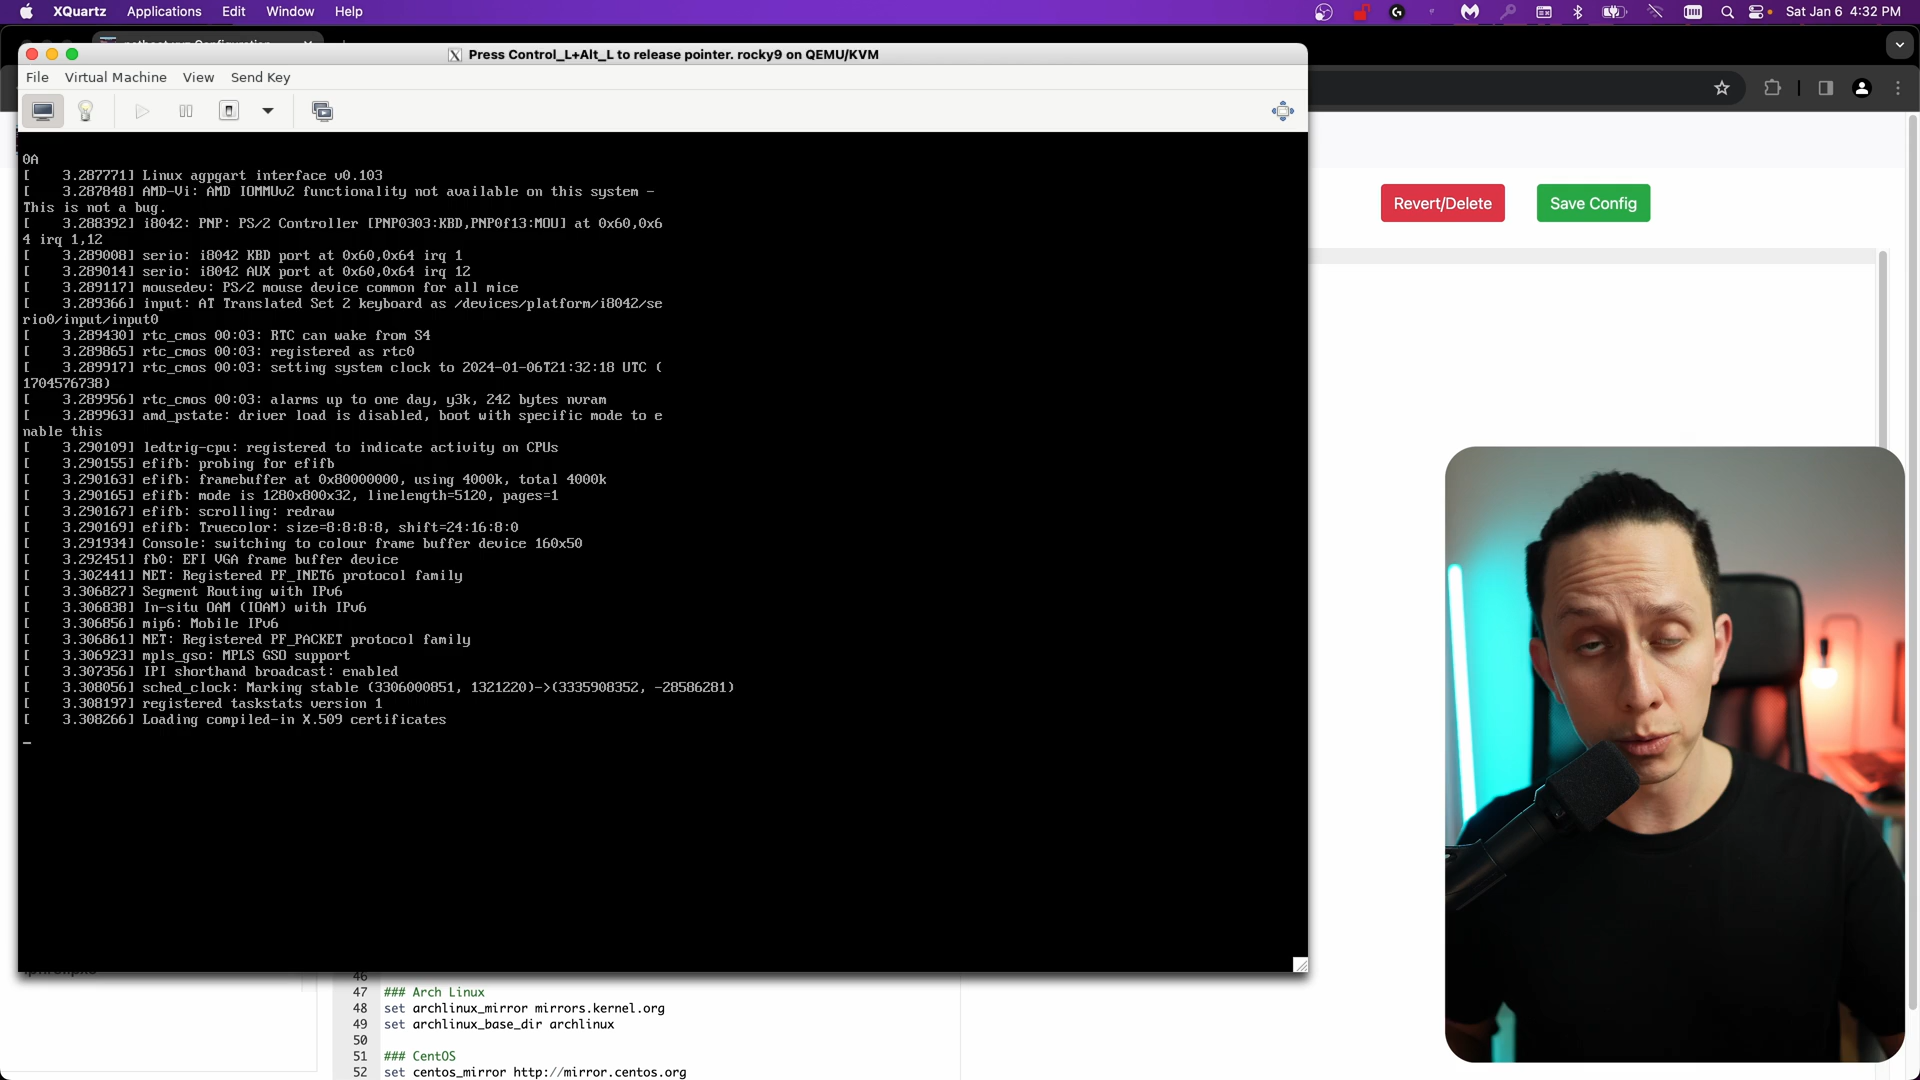 XQuartz Applications Edit Window Help
Sat Jan 6 4:32 PM
Press Control_L+Alt_L to release pointer. rocky9 on QEMU/KVM
File Virtual Machine View Send Key
Revert/Delete
Save Config
0A
[    3.287771] Linux agpgart interface v0.103
[    3.287848] AMD-Vi: AMD IOMMUv2 functionality not available on this system -
This is not a bug.
[    3.288392] i8042: PNP: PS/2 Controller [PNP0303:KBD,PNP0f13:MOU] at 0x60,0x6
4 irq 1,12
[    3.289008] serio: i8042 KBD port at 0x60,0x64 irq 1
[    3.289014] serio: i8042 AUX port at 0x60,0x64 irq 12
[    3.289117] mousedev: PS/2 mouse device common for all mice
[    3.289366] input: AT Translated Set 2 keyboard as /devices/platform/i8042/se
rio0/input/input0
[    3.289430] rtc_cmos 00:03: RTC can wake from S4
[    3.289865] rtc_cmos 00:03: registered as rtc0
[    3.289917] rtc_cmos 00:03: setting system clock to 2024-01-06T21:32:18 UTC (
1704576738)
[    3.289956] rtc_cmos 00:03: alarms up to one day, y3k, 242 bytes nvram
[    3.289963] amd_pstate: driver load is disabled, boot with specific mode to e
nable this
[    3.290109] ledtrig-cpu: registered to indicate activity on CPUs
[    3.290155] efifb: probing for efifb
[    3.290163] efifb: framebuffer at 0x80000000, using 4000k, total 4000k
[    3.290165] efifb: mode is 1280x800x32, linelength=5120, pages=1
[    3.290167] efifb: scrolling: redraw
[    3.290169] efifb: Truecolor: size=8:8:8:8, shift=24:16:8:0
[    3.291934] Console: switching to colour frame buffer device 160x50
[    3.292451] fb0: EFI VGA frame buffer device
[    3.302441] NET: Registered PF_INET6 protocol family
[    3.306827] Segment Routing with IPv6
[    3.306838] In-situ OAM (IOAM) with IPv6
[    3.306856] mip6: Mobile IPv6
[    3.306861] NET: Registered PF_PACKET protocol family
[    3.306923] mpls_gso: MPLS GSO support
[    3.307356] IPI shorthand broadcast: enabled
[    3.308056] sched_clock: Marking stable (3306000851, 1321220)->(3335908352, -28586281)
[    3.308197] registered taskstats version 1
[    3.308266] Loading compiled-in X.509 certificates
_
46
47 ### Arch Linux
48 set archlinux_mirror mirrors.kernel.org
49 set archlinux_base_dir archlinux
50
51 ### CentOS
52 set centos_mirror http://mirror.centos.org